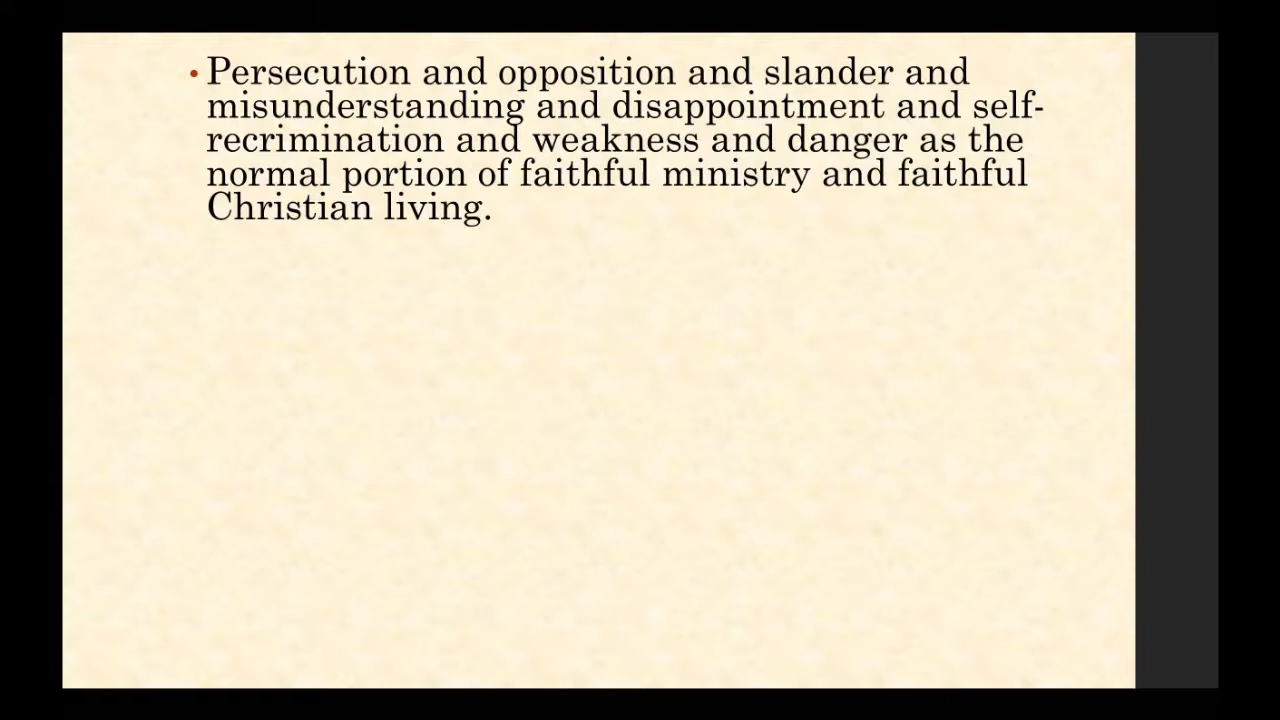 • Persecution and opposition and slander and
misunderstanding and disappointment and self-
recrimination and weakness and danger as the
normal portion of faithful ministry and faithful
Christian living.